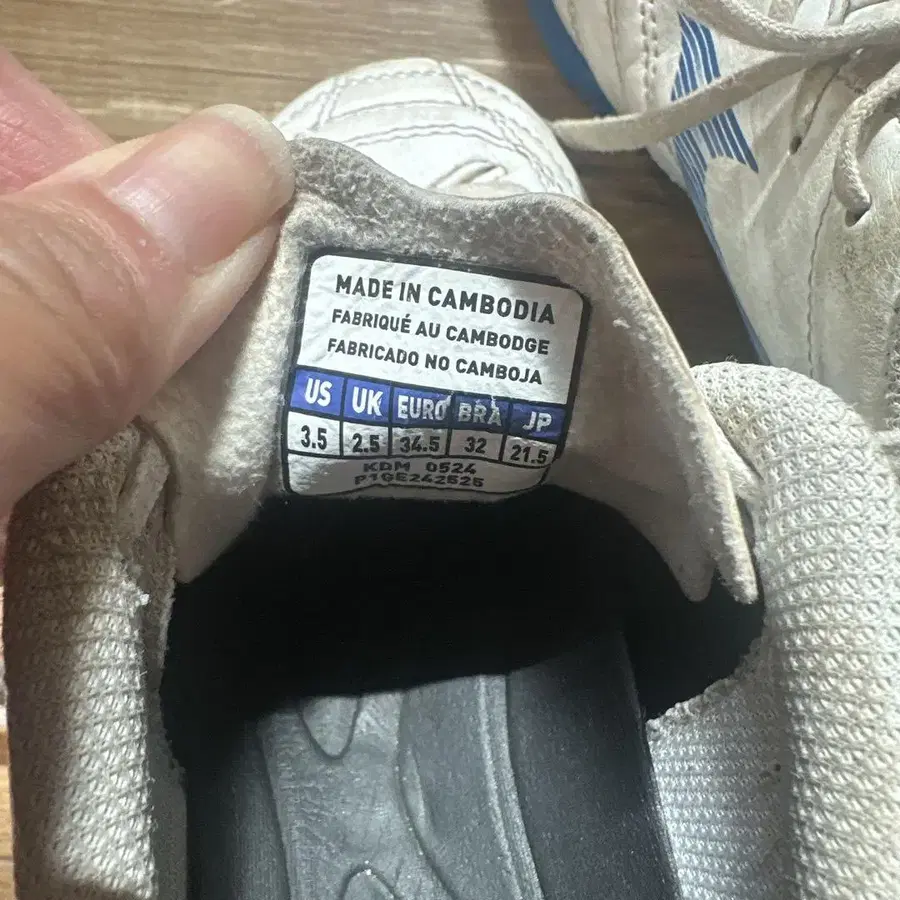 MADE IN CAMBODIA
FABRIQUÉ AU CAMBODGE
FABRICADO NO CAMBOJA
US UK EURO BRA JP
3.5 2.5 34.5 32 21.5
KDM 0524
P1GE242525